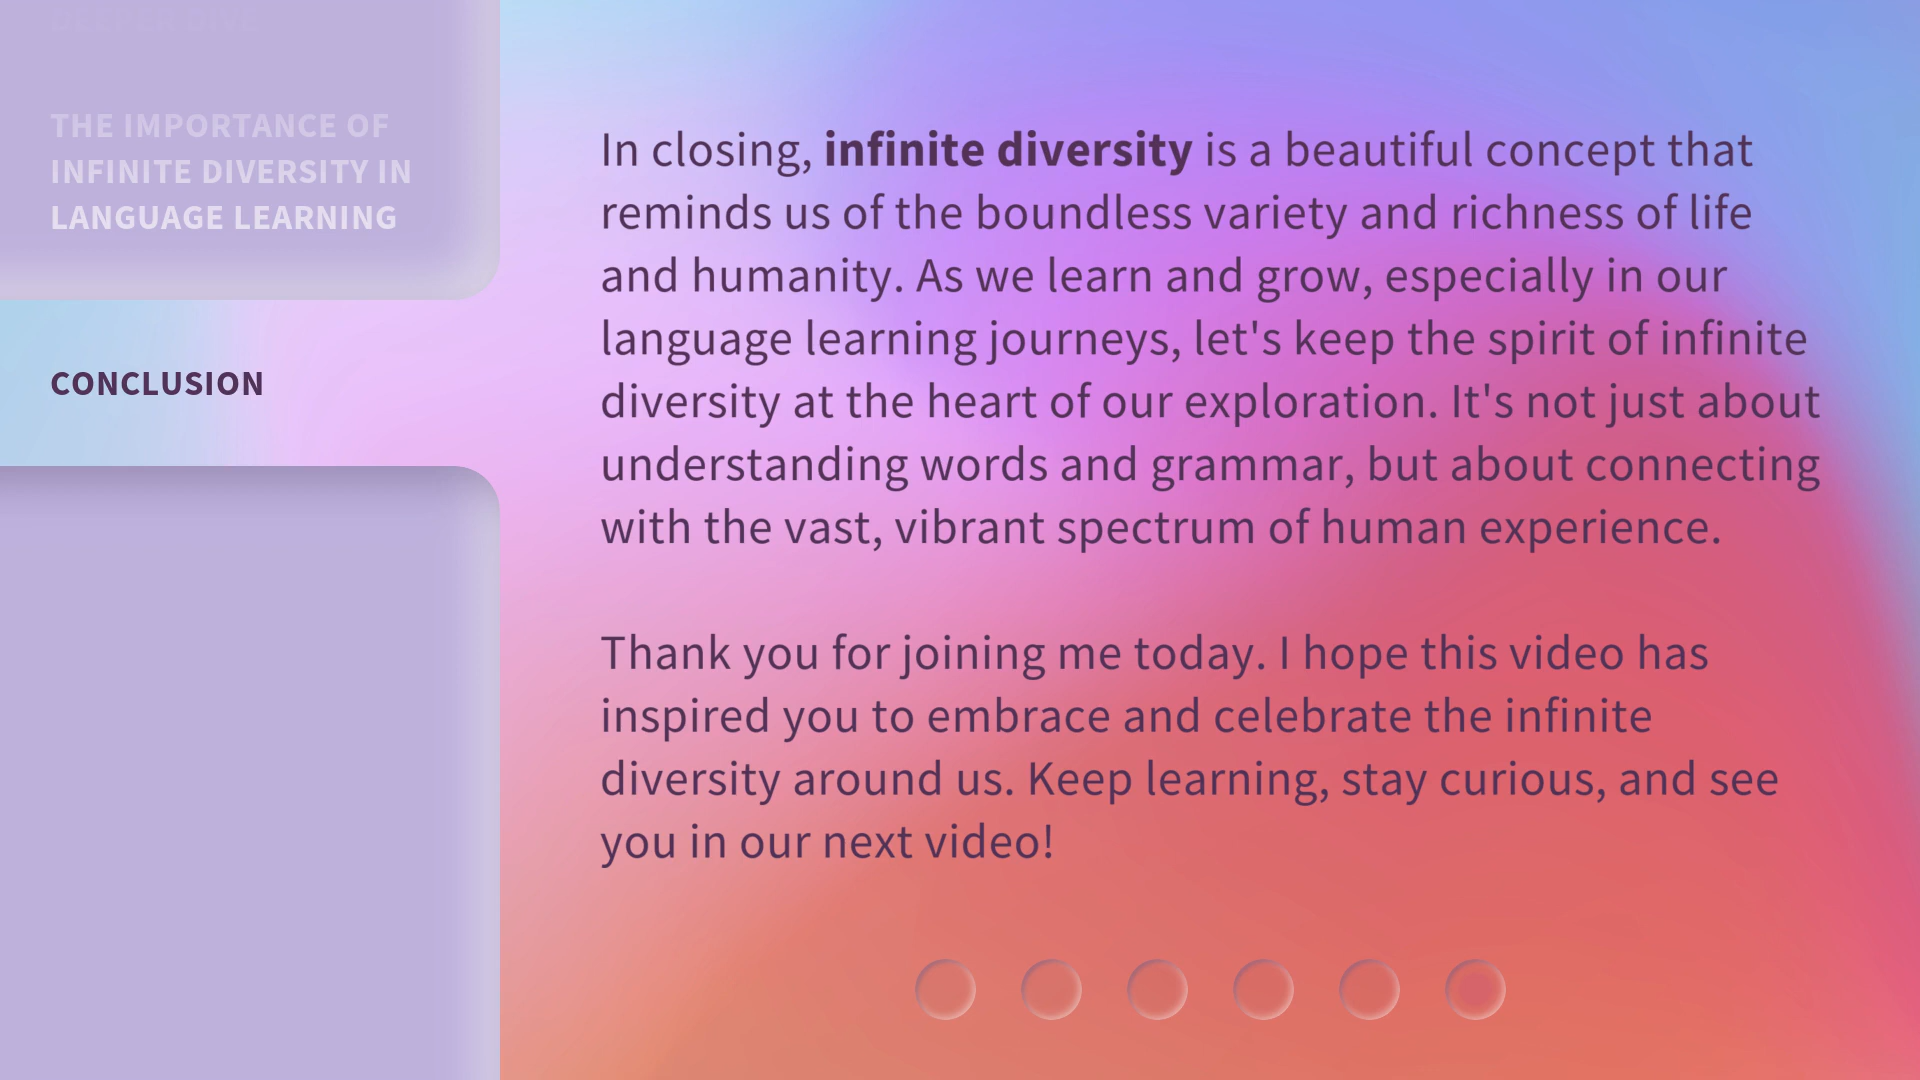 THE IMPORTANCE OF
INFINITE DIVERSITY IN
LANGUAGE LEARNING
CONCLUSION
In closing, infinite diversity is a beautiful concept that
reminds us of the boundless variety and richness of life
and humanity. As we learn and grow, especially in our
language learning journeys, let's keep the spirit of infinite
diversity at the heart of our exploration. It's not just about
understanding words and grammar, but about connecting
with the vast, vibrant spectrum of human experience.
Thank you for joining me today. I hope this video has
inspired you to embrace and celebrate the infinite
diversity around us. Keep learning, stay curious, and see
you in our next video!